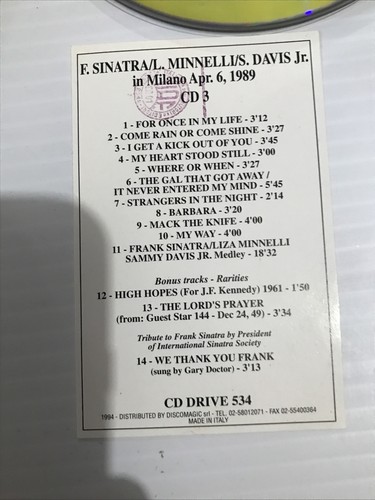 F. SINATRA/L. MINNELLI/S. DAVIS Jr.
in Milano Apr. 6, 1989
CD 3
1 - FOR ONCE IN MY LIFE - 3'12
2 - COME RAIN OR COME SHINE - 3'27
3 - I GET A KICK OUT OF YOU - 3'45
4 - MY HEART STOOD STILL - 3'00
5 - WHERE OR WHEN - 3'27
6 - THE GAL THAT GOT AWAY /
IT NEVER ENTERED MY MIND - 5'45
7 - STRANGERS IN THE NIGHT - 2'14
8 - BARBARA - 3'20
9 - MACK THE KNIFE - 4'00
10 - MY WAY - 4'00
11 - FRANK SINATRA/LIZA MINNELLI
SAMMY DAVIS JR. Medley - 18'32
Bonus tracks - Rarities
12 - HIGH HOPES (For J.F. Kennedy) 1961 - 1'50
13 - THE LORD'S PRAYER
(from: Guest Star 144 - Dec 24, 49) - 3'34
Tribute to Frank Sinatra by President
of International Sinatra Society
14 - WE THANK YOU FRANK
(sung by Gary Doctor) - 3'13
CD DRIVE 534
1994 - DISTRIBUTED BY DISCOMAGIC srl - TEL. 02-58012071 - FAX 02-55400364
MADE IN ITALY